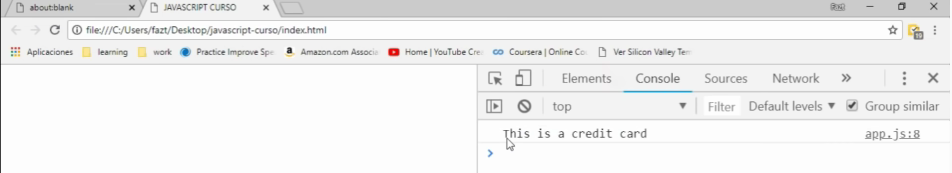 about:blank
JAVASCRIPT CURSO
file:///C:/Users/fazt/Desktop/javascript-curso/index.html
Aplicaciones learning work Practice Improve Spe Amazon.com Associa Home | YouTube Cre Coursera | Online Co Ver Silicon Valley Tem
Elements Console Sources Network
top Filter Default levels Group similar
This is a credit card app.js:8